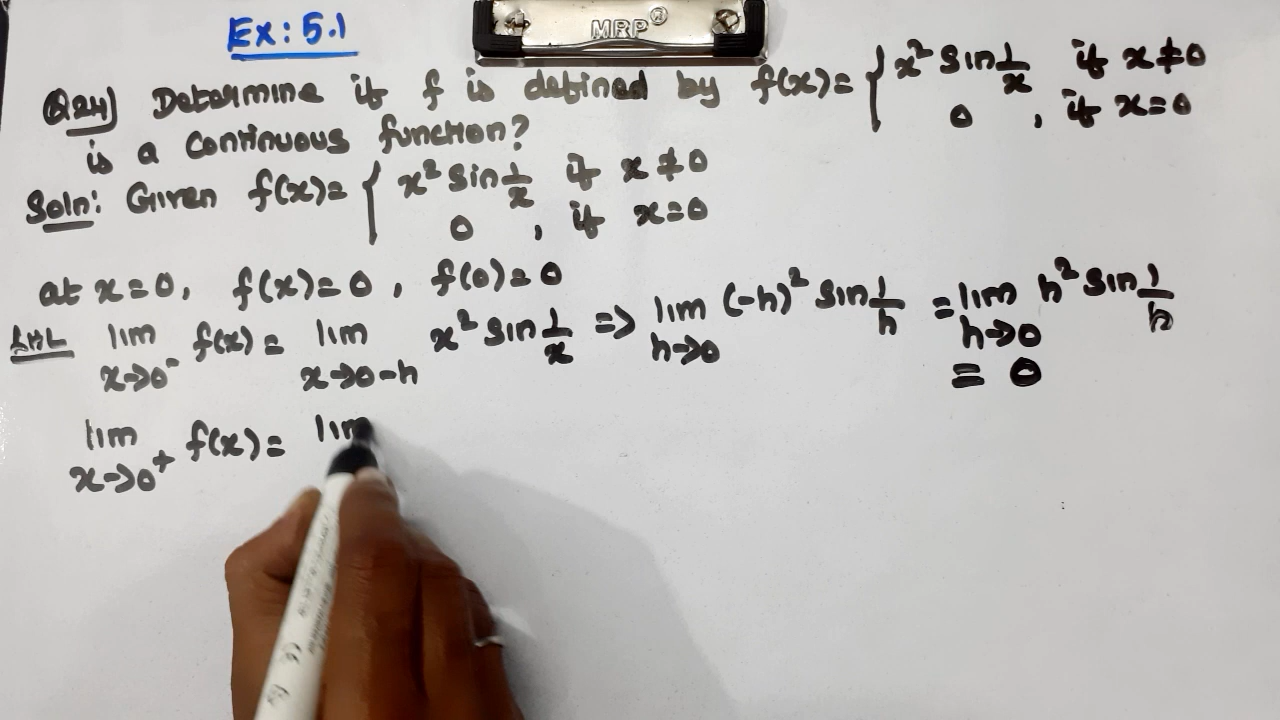 MRP®
Ex: 5.1
Q24) Determine if f is defined by f(x)= { x² sin 1/x if x≠0
0 , if x=0
is a continuous function?
Soln: Given f(x)= { x² sin 1/x if x≠0
0 , if x=0
at x=0, f(x)=0, f(0)=0
LHL lim x→0⁻ f(x)= lim x→0-h x² sin 1/x => lim h→0 (-h)² sin 1/h = lim h→0 h² sin 1/h
= 0
lim x→0⁺ f(x)= lim